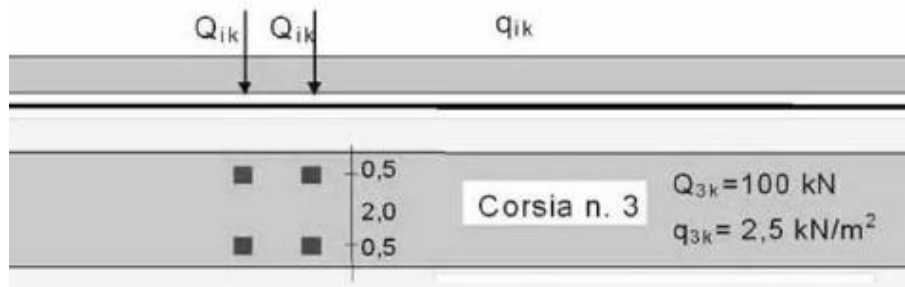 Qik Qik qik
0,5
2,0
0,5
Corsia n. 3
Q3k=100 kN
q3k= 2,5 kN/m²